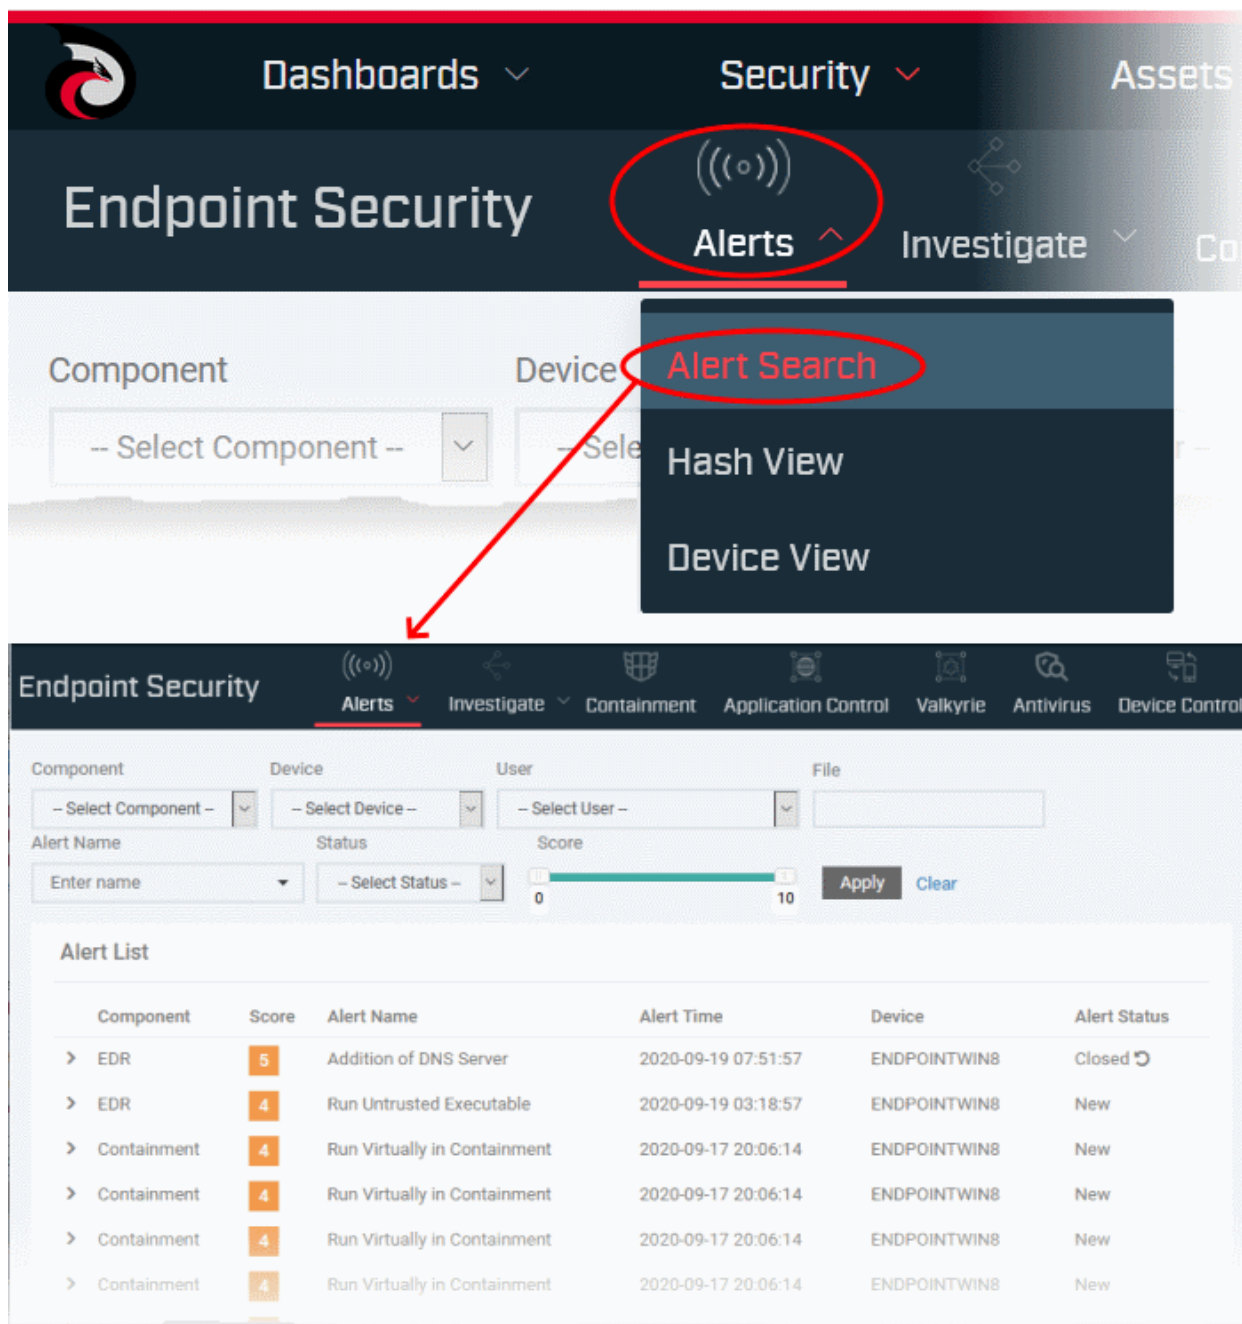 Dashboards Security Assets
Endpoint Security Alerts Investigate Co
Component Device Alert Search
-- Select Component -- -- Sele r --
Hash View
Device View
Endpoint Security Alerts Investigate Containment Application Control Valkyrie Antivirus Device Control
Component Device User File
-- Select Component -- -- Select Device -- -- Select User --
Alert Name Status Score
Enter name -- Select Status -- 0 10 Apply Clear
Alert List
Component Score Alert Name Alert Time Device Alert Status
EDR 5 Addition of DNS Server 2020-09-19 07:51:57 ENDPOINTWIN8 Closed
EDR 4 Run Untrusted Executable 2020-09-19 03:18:57 ENDPOINTWIN8 New
Containment 4 Run Virtually in Containment 2020-09-17 20:06:14 ENDPOINTWIN8 New
Containment 4 Run Virtually in Containment 2020-09-17 20:06:14 ENDPOINTWIN8 New
Containment 4 Run Virtually in Containment 2020-09-17 20:06:14 ENDPOINTWIN8 New
Containment 4 Run Virtually in Containment 2020-09-17 20:06:14 ENDPOINTWIN8 New